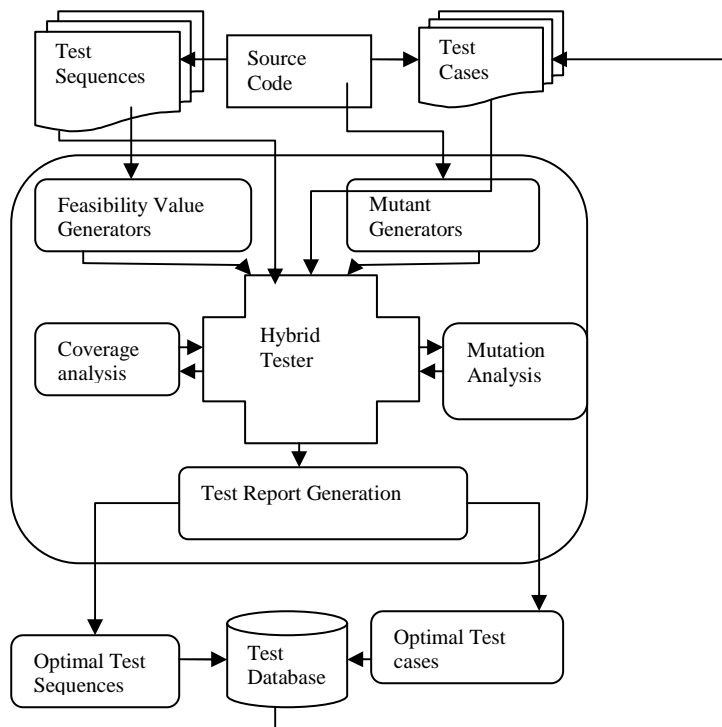 Test
Sequences
Source
Code
Test
Cases
Feasibility Value
Generators
Mutant
Generators
Coverage
analysis
Hybrid
Tester
Mutation
Analysis
Test Report Generation
Optimal Test
Sequences
Test
Database
Optimal Test
cases